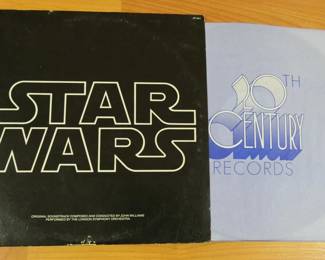 STAR
WARS
ORIGINAL SOUNDTRACK COMPOSED AND CONDUCTED BY JOHN WILLIAMS
PERFORMED BY THE LONDON SYMPHONY ORCHESTRA
20TH
CENTURY
RECORDS